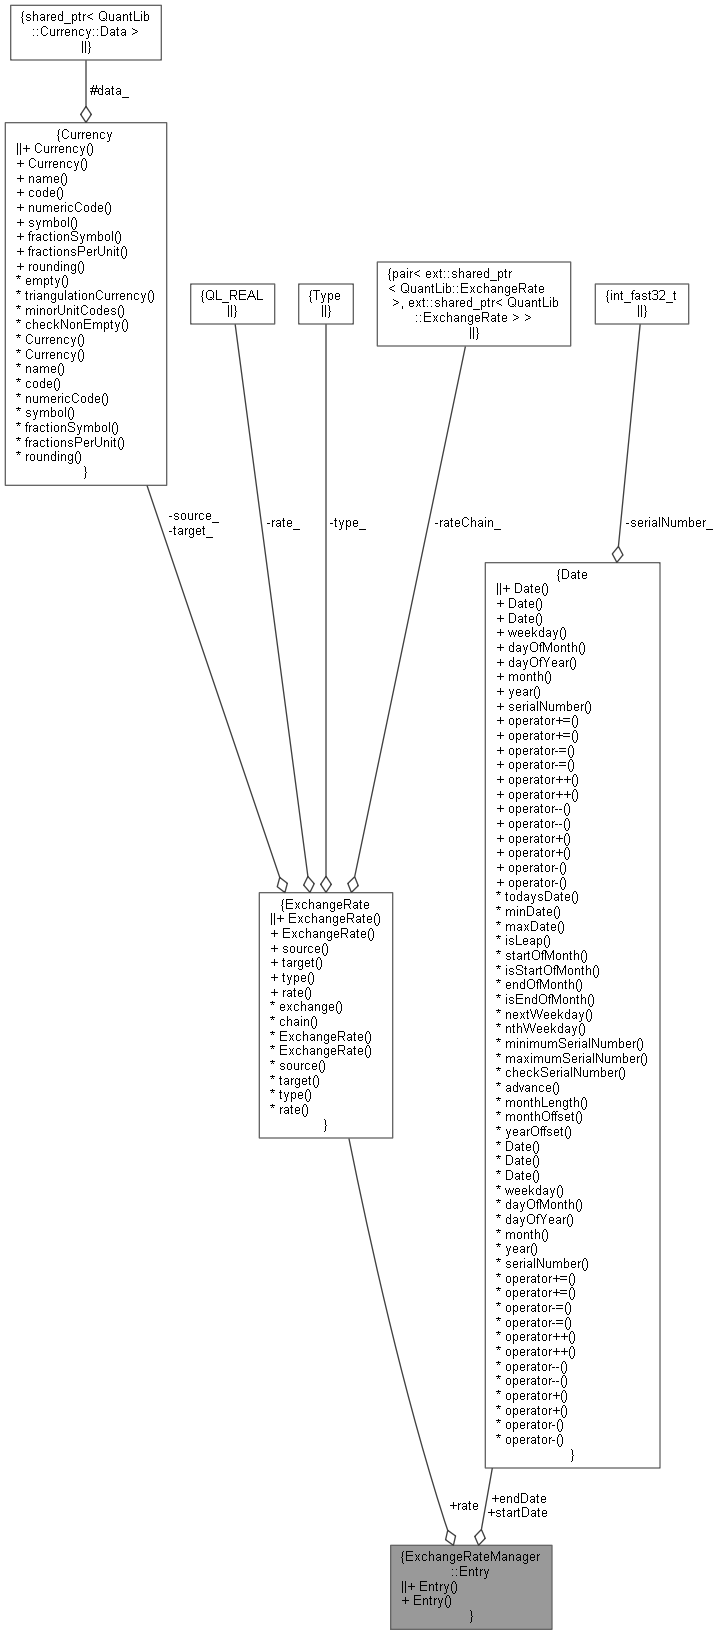 {shared_ptr< QuantLib
::Currency::Data >
||}
#data_
{Currency
||+ Currency()
+ Currency()
+ name()
+ code()
+ numericCode()
+ symbol()
+ fractionSymbol()
+ fractionsPerUnit()
+ rounding()
* empty()
* triangulationCurrency()
* minorUnitCodes()
* checkNonEmpty()
* Currency()
* Currency()
* name()
* code()
* numericCode()
* symbol()
* fractionSymbol()
* fractionsPerUnit()
* rounding()
}
{QL_REAL
||}
{Type
||}
{pair< ext::shared_ptr
< QuantLib::ExchangeRate
>, ext::shared_ptr< QuantLib
::ExchangeRate > >
||}
{int_fast32_t
||}
-source_
-target_
-rate_
-type_
-rateChain_
-serialNumber_
{Date
||+ Date()
+ Date()
+ Date()
+ weekday()
+ dayOfMonth()
+ dayOfYear()
+ month()
+ year()
+ serialNumber()
+ operator+=()
+ operator+=()
+ operator-=()
+ operator-=()
+ operator++()
+ operator++()
+ operator--()
+ operator--()
+ operator+()
+ operator+()
+ operator-()
+ operator-()
* todaysDate()
* minDate()
* maxDate()
* isLeap()
* startOfMonth()
* isStartOfMonth()
* endOfMonth()
* isEndOfMonth()
* nextWeekday()
* nthWeekday()
* minimumSerialNumber()
* maximumSerialNumber()
* checkSerialNumber()
* advance()
* monthLength()
* monthOffset()
* yearOffset()
* Date()
* Date()
* Date()
* weekday()
* dayOfMonth()
* dayOfYear()
* month()
* year()
* serialNumber()
* operator+=()
* operator+=()
* operator-=()
* operator-=()
* operator++()
* operator++()
* operator--()
* operator--()
* operator+()
* operator+()
* operator-()
* operator-()
}
{ExchangeRate
||+ ExchangeRate()
+ ExchangeRate()
+ source()
+ target()
+ type()
+ rate()
* exchange()
* chain()
* ExchangeRate()
* ExchangeRate()
* source()
* target()
* type()
* rate()
}
+rate
+endDate
+startDate
{ExchangeRateManager
::Entry
||+ Entry()
+ Entry()
}